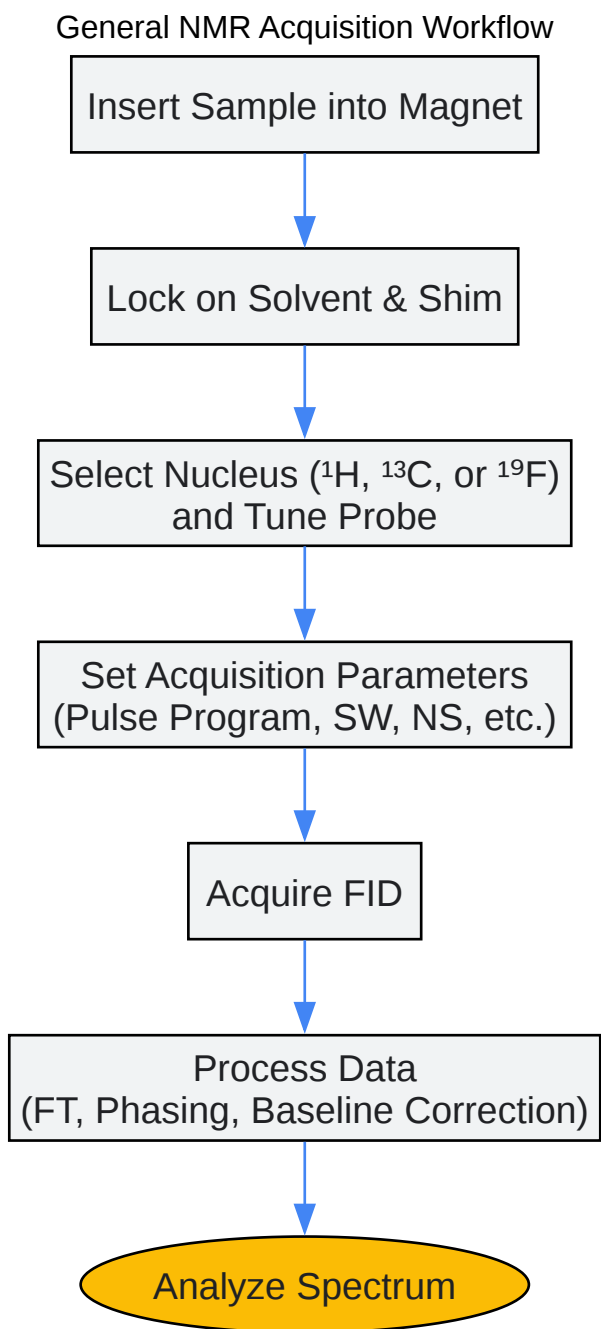 General NMR Acquisition Workflow
Insert Sample into Magnet
Lock on Solvent & Shim
Select Nucleus (¹H, ¹³C, or ¹⁹F)
and Tune Probe
Set Acquisition Parameters
(Pulse Program, SW, NS, etc.)
Acquire FID
Process Data
(FT, Phasing, Baseline Correction)
Analyze Spectrum